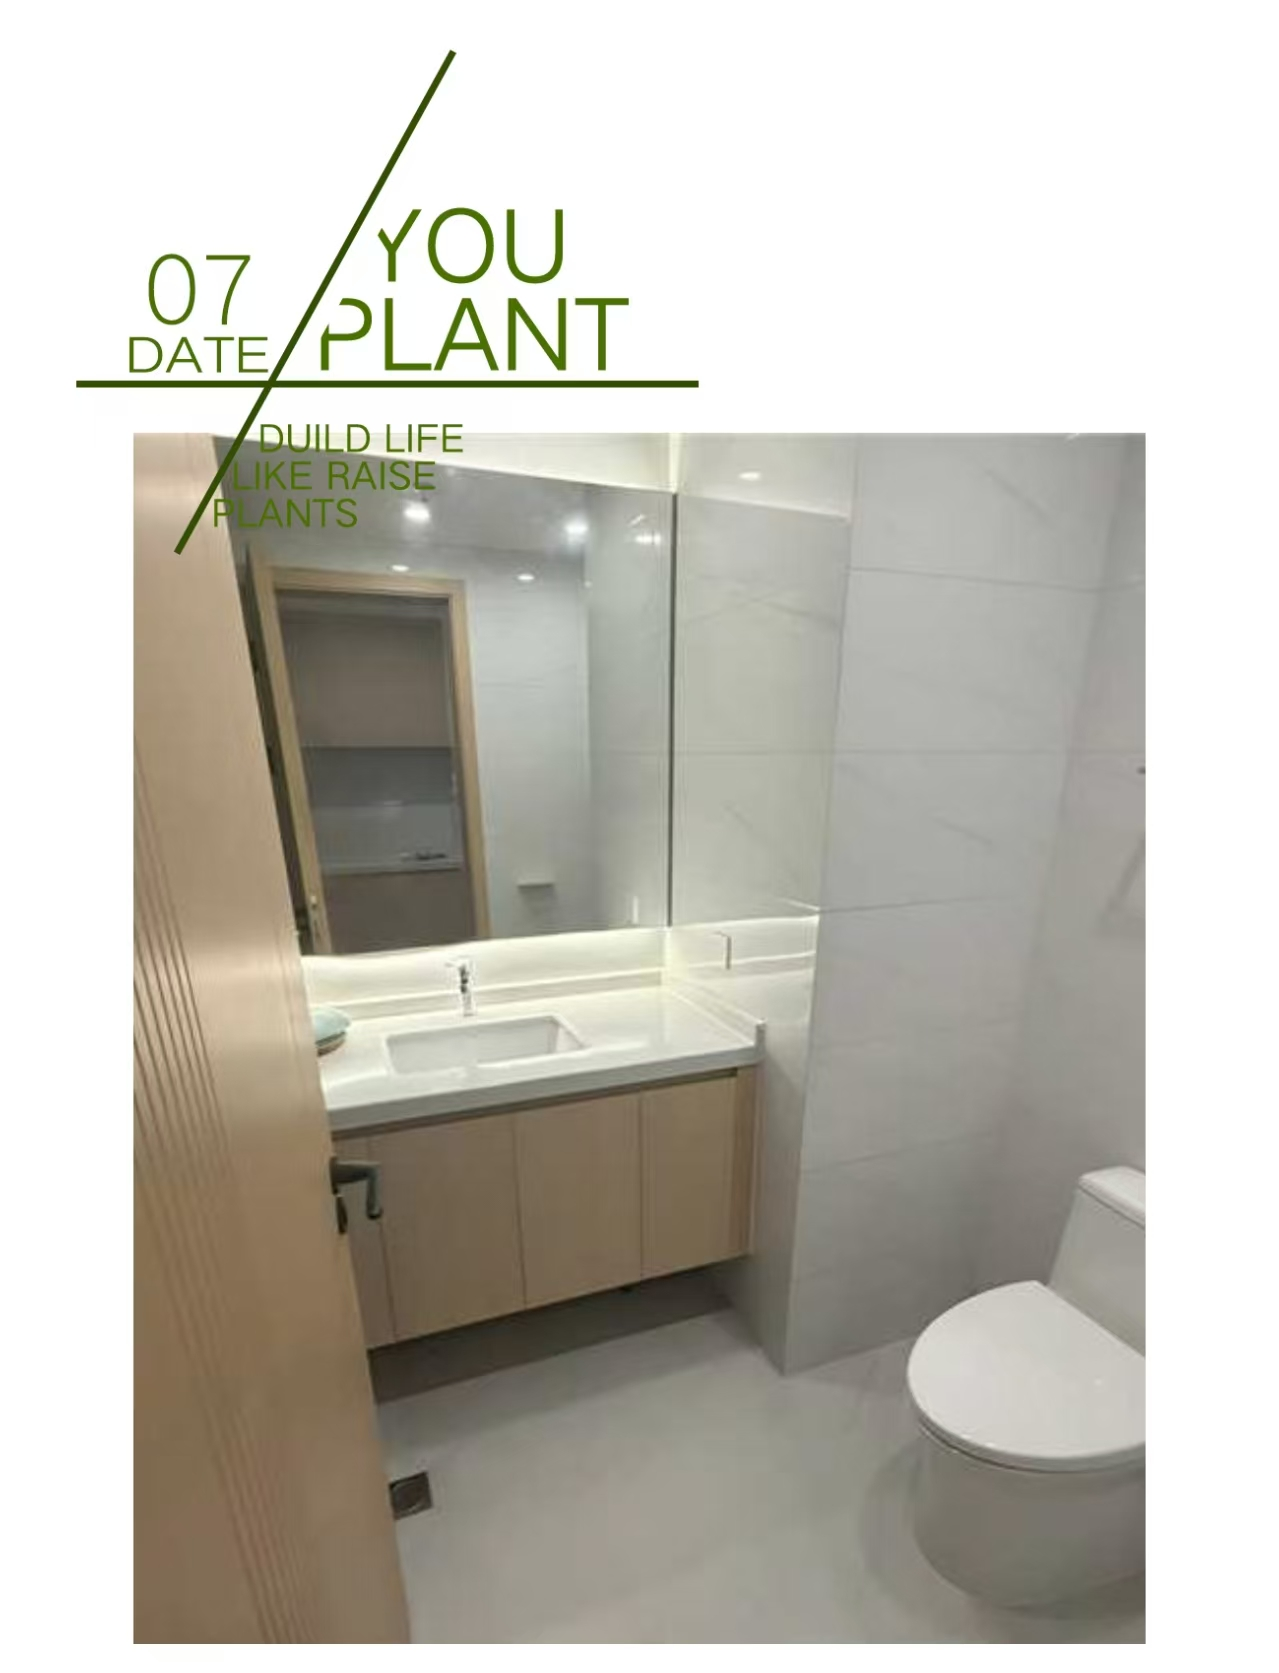 07
DATE
YOU
PLANT
DUILD LIFE
LIKE RAISE
PLANTS